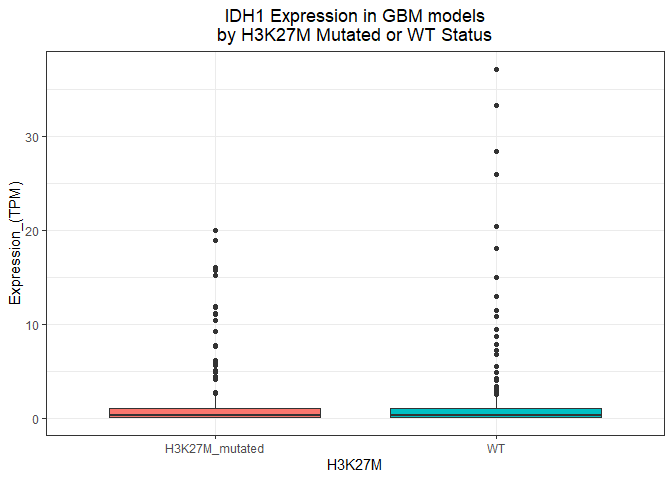 IDH1 Expression in GBM models
by H3K27M Mutated or WT Status
Expression_(TPM)
30
20
10
0
H3K27M_mutated
WT
H3K27M